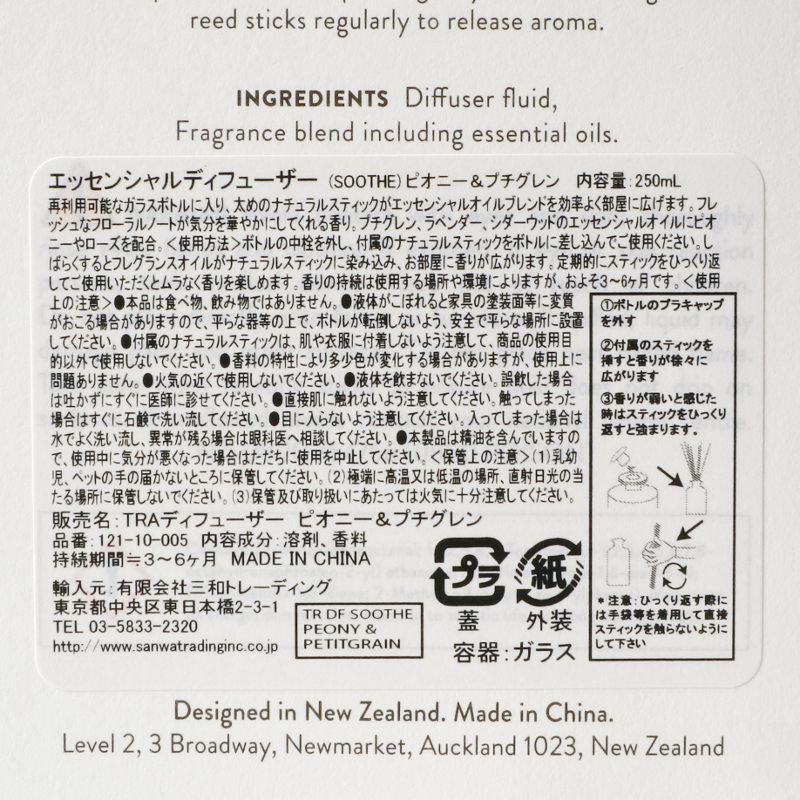 reed sticks regularly to release aroma.
INGREDIENTS Diffuser fluid,
Fragrance blend including essential oils.
エッセンシャルディフューザー (SOOTHE)ピオニー&プチグレン 内容量:250mL
再利用可能なガラスボトルに入り、太めのナチュラルスティックがエッセンシャルオイルブレンドを効率よく部屋に広げます。フレ
ッシュなフローラルノートが気分を華やかにしてくれる香り。プチグレン、ラベンダー、シダーウッドのエッセンシャルオイルにピオ
ニーやローズを配合。<使用方法>ボトルの中栓を外し、付属のナチュラルスティックをボトルに差し込んでご使用ください。し
ばらくするとフレグランスオイルがナチュラルスティックに染み込み、お部屋に香りが広がります。定期的にスティックをひっくり返
してご使用いただくとムラなく香りを楽しめます。香りの持続は使用する場所や環境によりますが、およそ3~6ヶ月です。<使用
上の注意>●本品は食べ物、飲み物ではありません。●液体がこぼれると家具の塗装面等に変質
がおこる場合がありますので、平らな器等の上で、ボトルが転倒しないよう、安全で平らな場所に設置
してください。●付属のナチュラルスティックは、肌や衣服に付着しないよう注意して、商品の使用目
的以外で使用しないでください。●香料の特性により多少色が変化する場合がありますが、使用上に
問題ありません。●火気の近くで使用しないでください。●液体を飲まないでください。誤飲した場合
は吐かずにすぐに医師に診せてください。●直接肌に触れないよう注意してください。触ってしまった
場合はすぐに石鹸で洗い流してください。●目に入らないよう注意してください。入ってしまった場合は
水でよく洗い流し、異常が残る場合は眼科医へ相談してください。●本製品は精油を含んでいますの
で、使用中に気分が悪くなった場合はただちに使用を中止してください。<保管上の注意>(1)乳幼
児、ペットの手の届かないところに保管してください。(2)極端に高温又は低温の場所、直射日光の当
たる場所に保管しないでください。(3)保管及び取り扱いにあたっては火気に十分注意してください。
①ボトルのプラキャップ
を外す
②付属のスティックを
挿すと香りが徐々に
広がります
③香りが弱いと感じた
時はスティックをひっくり
返すと強まります。
*注意:ひっくり返す際に
は手袋等を着用して直接
スティックを触らないように
して下さい
販売名:TRAディフューザー ピオニー&プチグレン
品番:121-10-005 内容成分:溶剤、香料
持続期間≒3~6ヶ月 MADE IN CHINA
輸入元:有限会社三和トレーディング
東京都中央区東日本橋2-3-1
TEL 03-5833-2320
http://www.sanwatradinginc.co.jp
TR DF SOOTHE
PEONY &
PETITGRAIN
プラ 紙
蓋 外装
容器:ガラス
Designed in New Zealand. Made in China.
Level 2, 3 Broadway, Newmarket, Auckland 1023, New Zealand